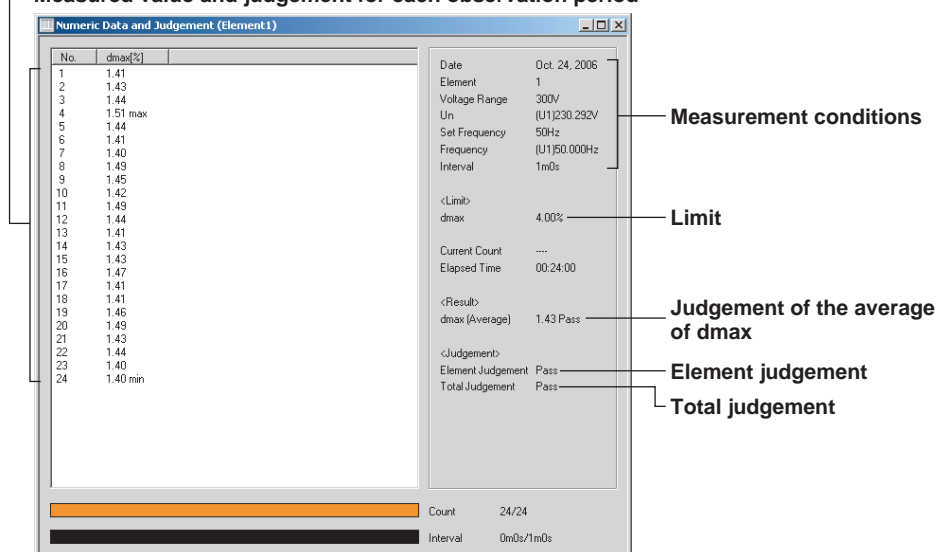 Measured value and judgement for each observation period
Numeric Data and Judgement (Element1)
No. dmax[%]
1 1.41
2 1.43
3 1.44
4 1.51 max
5 1.44
6 1.41
7 1.40
8 1.49
9 1.45
10 1.42
11 1.49
12 1.44
13 1.41
14 1.43
15 1.43
16 1.47
17 1.41
18 1.41
19 1.46
20 1.49
21 1.43
22 1.44
23 1.40
24 1.40 min
Date Oct. 24, 2006
Element 1
Voltage Range 300V
Un (U1)230.292V
Set Frequency 50Hz
Frequency (U1)50.000Hz
Interval 1m0s
<Limit>
dmax 4.00%
Current Count ----
Elapsed Time 00:24:00
<Result>
dmax (Average) 1.43 Pass
<Judgement>
Element Judgement Pass
Total Judgement Pass
Count 24/24
Interval 0m0s/1m0s
Measurement conditions
Limit
Judgement of the average
of dmax
Element judgement
Total judgement